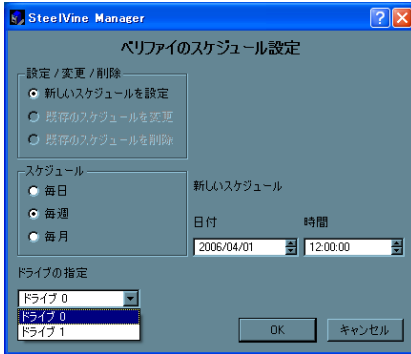 SteelVine Manager
ベリファイのスケジュール設定
設定 / 変更 / 削除
新しいスケジュールを設定
既存のスケジュールを変更
既存のスケジュールを削除
スケジュール
毎日
毎週
毎月
新しいスケジュール
日付 時間
2006/04/01 12:00:00
ドライブの指定
ドライブ 0
ドライブ 0
ドライブ 1
OK キャンセル